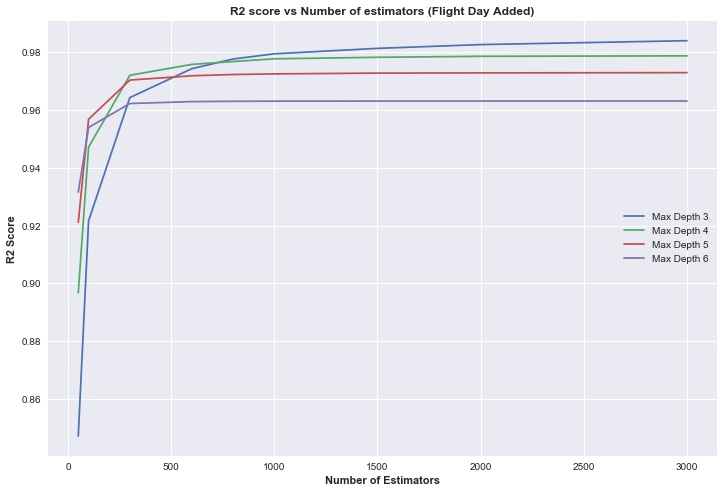 R2 score vs Number of estimators (Flight Day Added)
R2 Score
0.98
0.96
0.94
0.92
0.90
0.88
0.86
Max Depth 3
Max Depth 4
Max Depth 5
Max Depth 6
0 500 1000 1500 2000 2500 3000
Number of Estimators